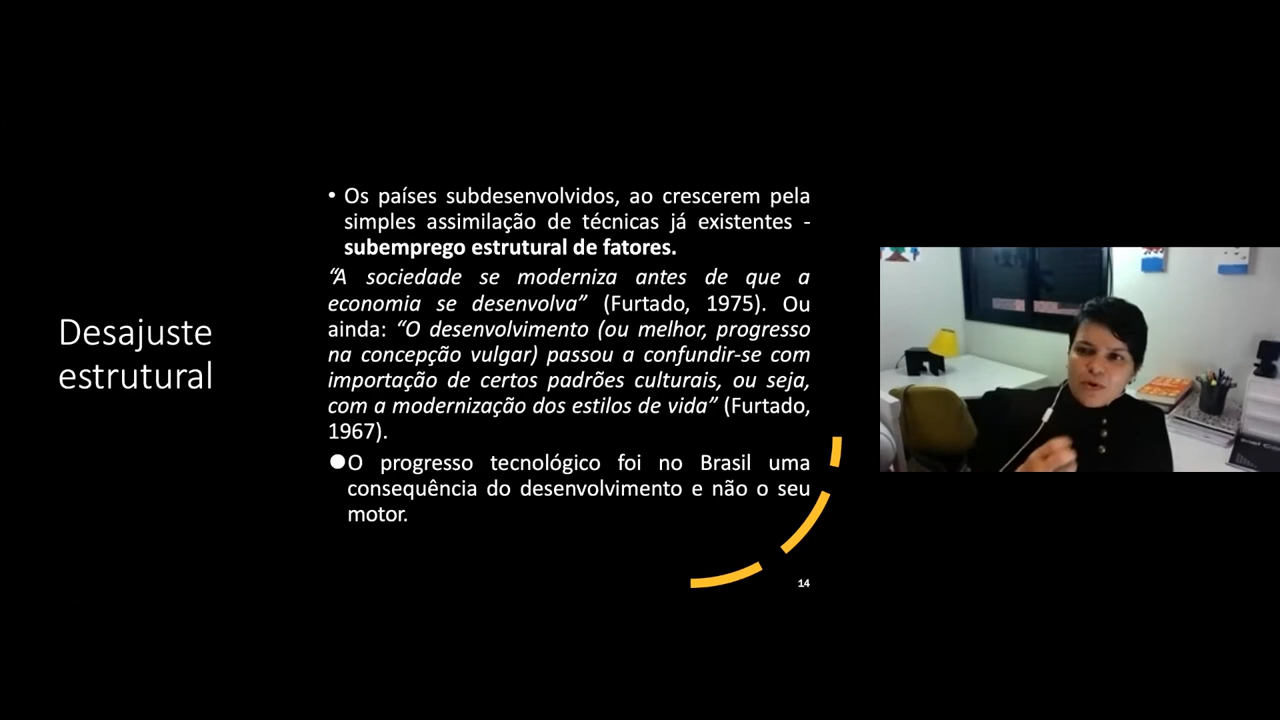 Desajuste
estrutural
• Os países subdesenvolvidos, ao crescerem pela
simples assimilação de técnicas já existentes -
subemprego estrutural de fatores.
“A sociedade se moderniza antes de que a
economia se desenvolva” (Furtado, 1975). Ou
ainda: “O desenvolvimento (ou melhor, progresso
na concepção vulgar) passou a confundir-se com
importação de certos padrões culturais, ou seja,
com a modernização dos estilos de vida” (Furtado,
1967).
●O progresso tecnológico foi no Brasil uma
consequência do desenvolvimento e não o seu
motor.
14